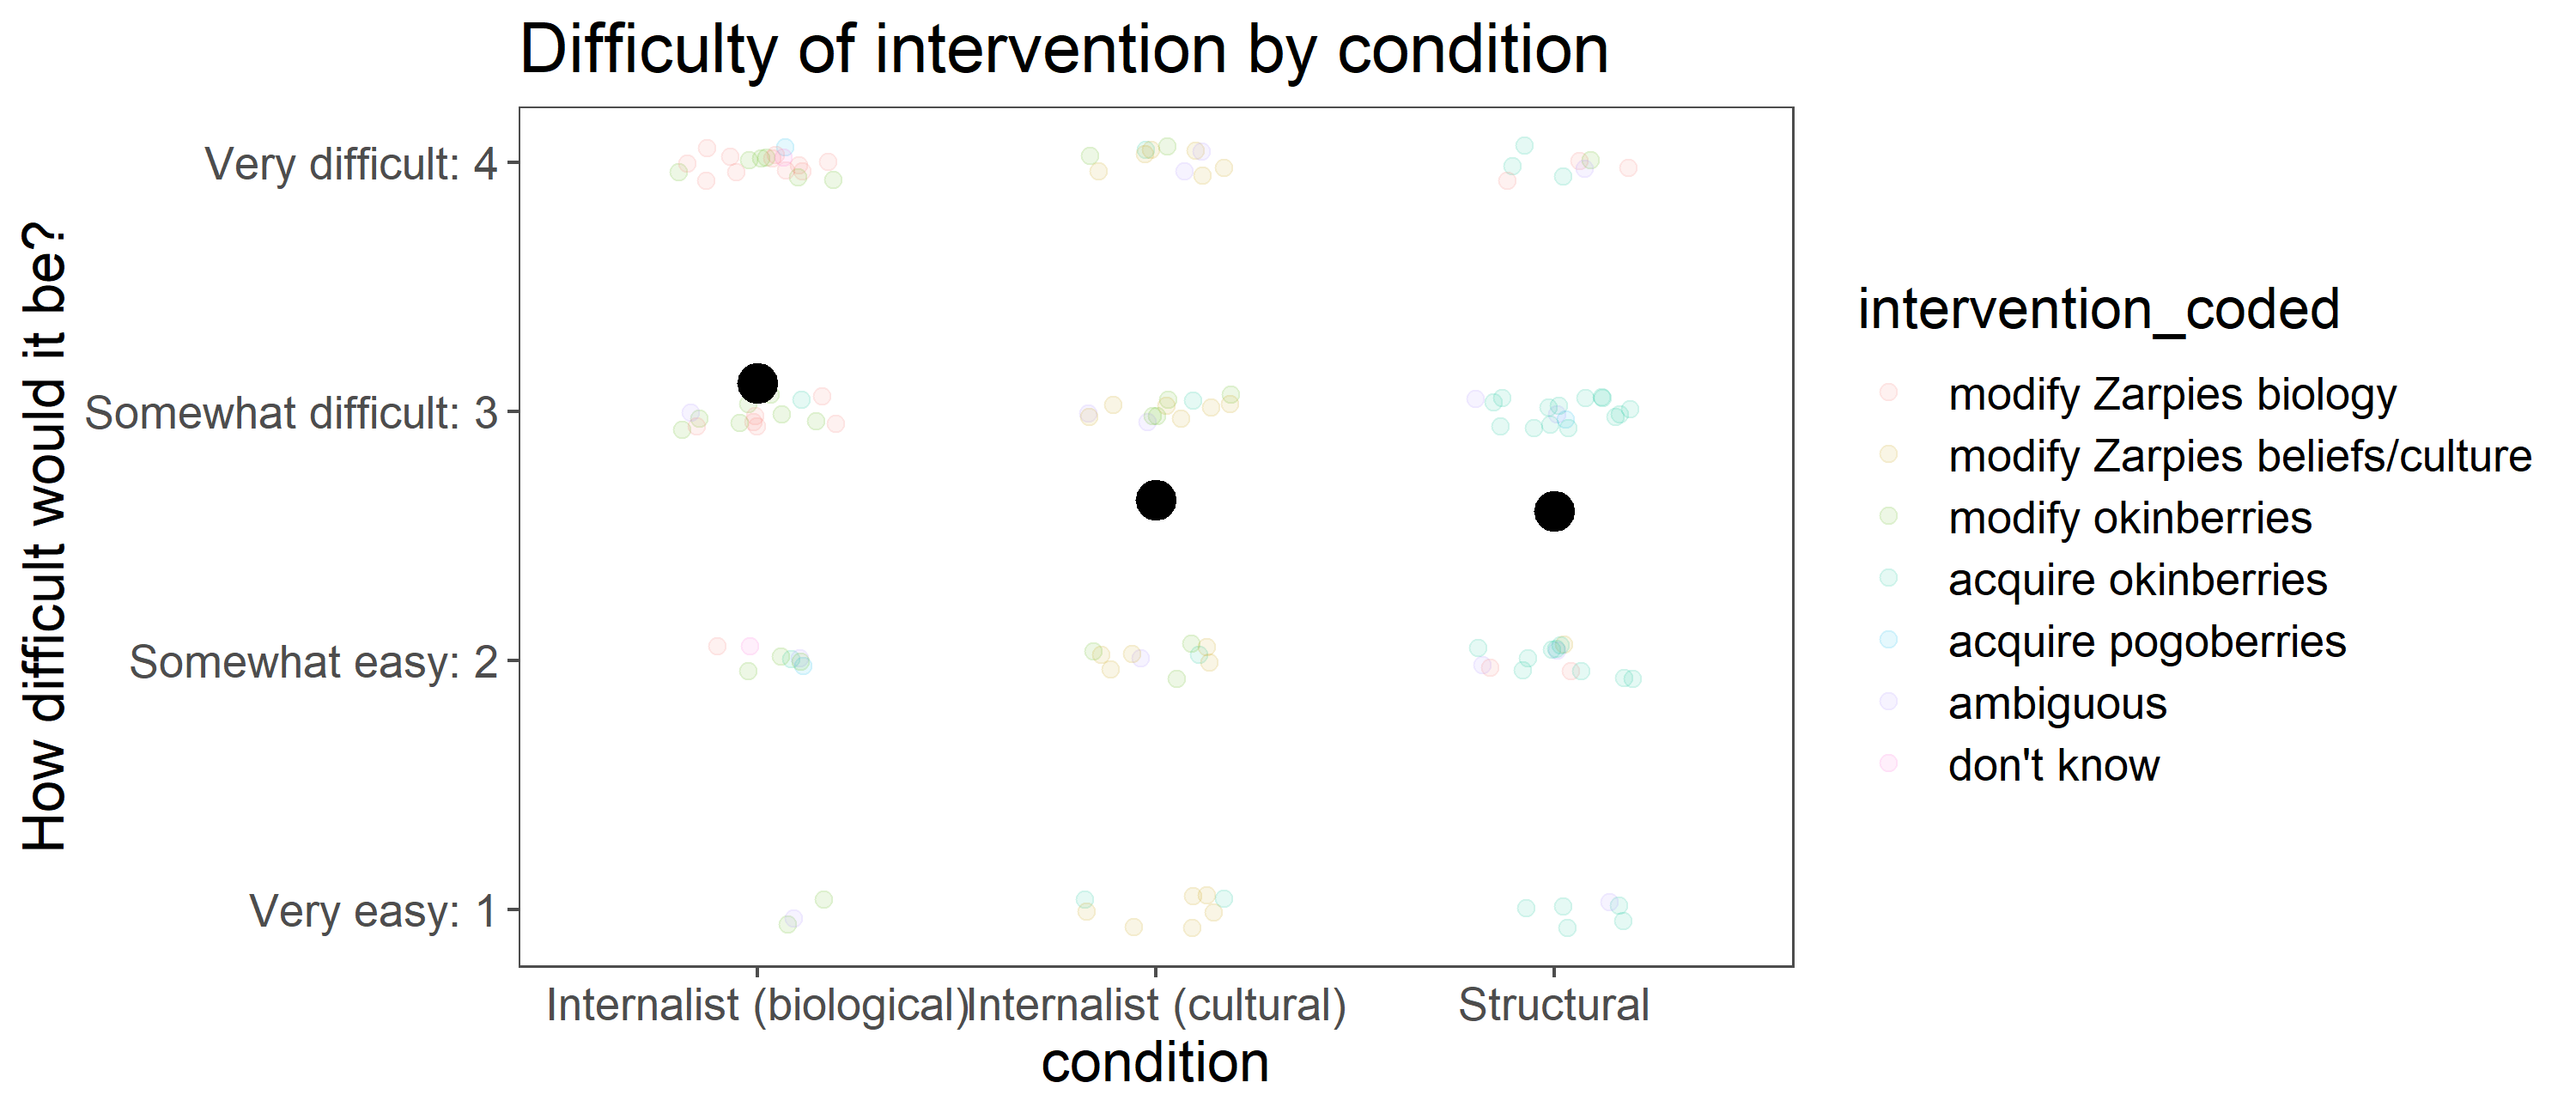 Difficulty of intervention by condition
How difficult would it be?
Very difficult: 4
Somewhat difficult: 3
Somewhat easy: 2
Very easy: 1
Internalist (biological)
Internalist (cultural)
Structural
condition
intervention_coded
modify Zarpies biology
modify Zarpies beliefs/culture
modify okinberries
acquire okinberries
acquire pogoberries
ambiguous
don't know